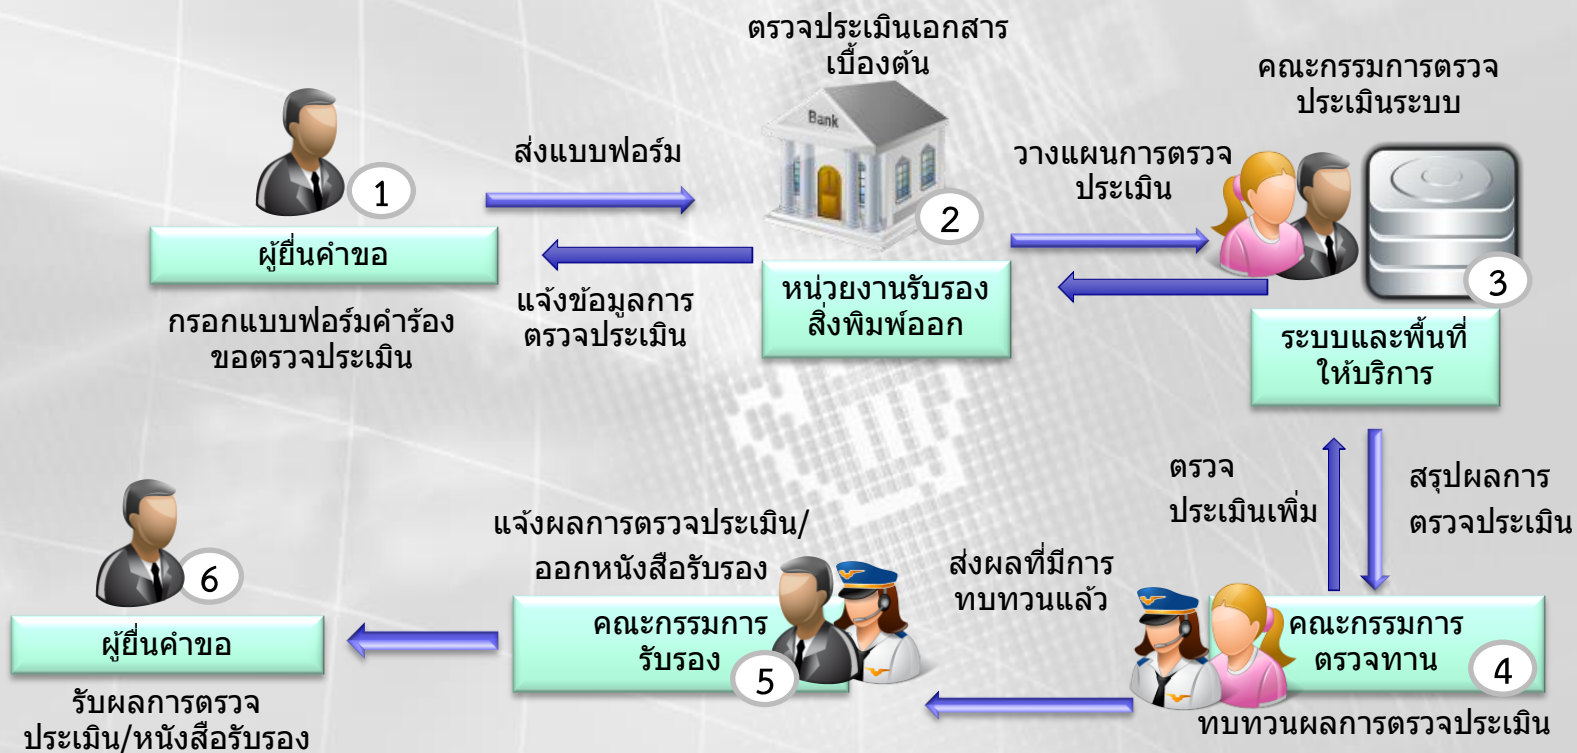 ตรวจประเมินเอกสาร
เบื้องต้น
คณะกรรมการตรวจ
ประเมินระบบ
Bank
ส่งแบบฟอร์ม
วางแผนการตรวจ
ประเมิน
1
2
3
ผู้ยื่นคำขอ
แจ้งข้อมูลการ
ตรวจประเมิน
หน่วยงานรับรอง
สิ่งพิมพ์ออก
กรอกแบบฟอร์มคำร้อง
ขอตรวจประเมิน
ระบบและพื้นที่
ให้บริการ
ตรวจ
ประเมินเพิ่ม
สรุปผลการ
ตรวจประเมิน
คณะกรรมการ
ตรวจทาน
4
ทบทวนผลการตรวจประเมิน
ส่งผลที่มีการ
ทบทวนแล้ว
แจ้งผลการตรวจประเมิน/
ออกหนังสือรับรอง
คณะกรรมการ
รับรอง
5
6
ผู้ยื่นคำขอ
รับผลการตรวจ
ประเมิน/หนังสือรับรอง